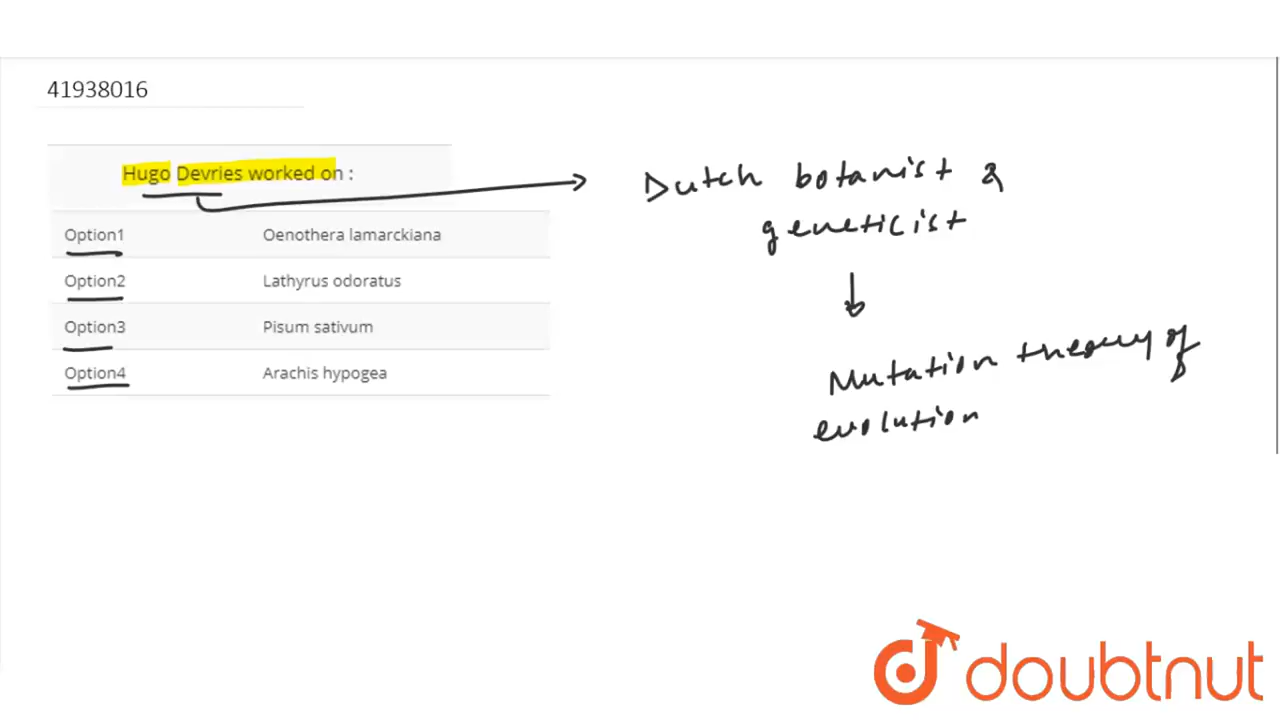 41938016
Hugo Devries worked on :
Option1 Oenothera lamarckiana
Option2 Lathyrus odoratus
Option3 Pisum sativum
Option4 Arachis hypogea
Dutch botanist &
geneticist
Mutation theory of
evolution
doubtnut